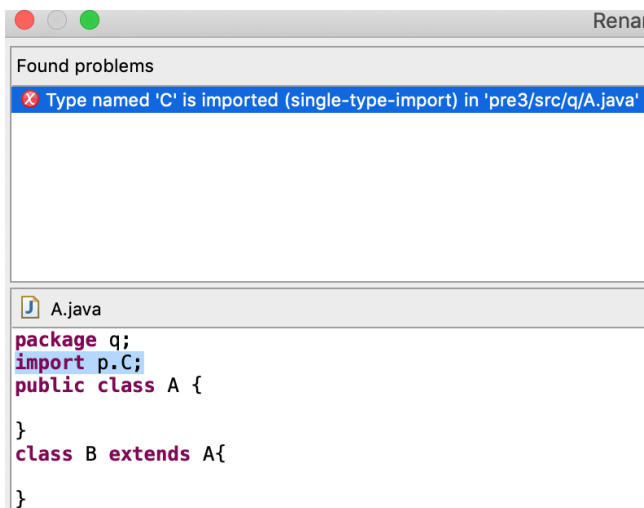 Rena
Found problems
Type named 'C' is imported (single-type-import) in 'pre3/src/q/A.java'
A.java
package q;
import p.C;
public class A {
}
class B extends A{
}